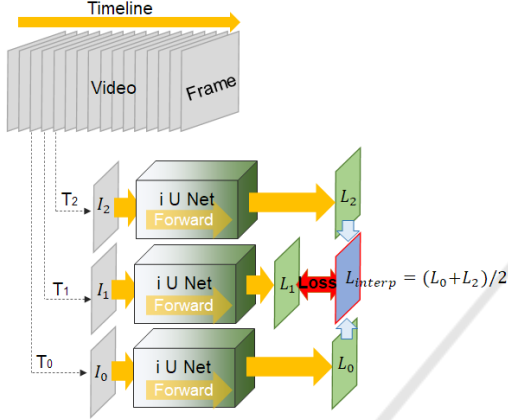 Timeline
Video
Frame
T2
I₂
i U Net
Forward
L₂
T1
I₁
i U Net
Forward
L₁
Loss
L_interp = (L₀+L₂)/2
T0
I₀
i U Net
Forward
L₀